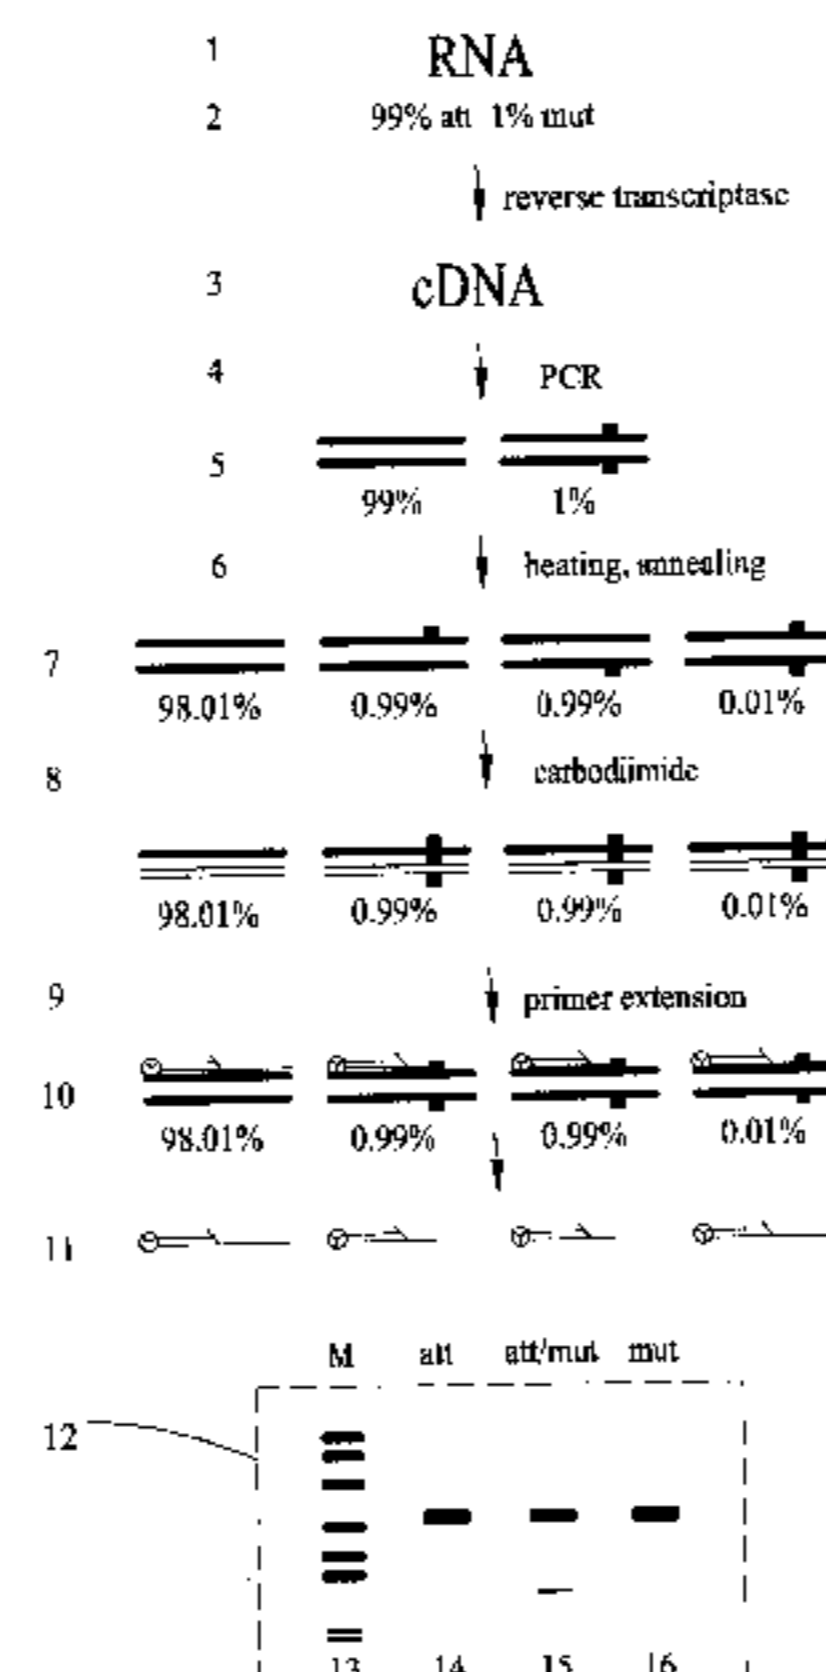 1 RNA
2 99% att 1% mut
reverse transcriptase
3 cDNA
4 PCR
5
99% 1%
6 heating, annealing
7
98.01% 0.99% 0.99% 0.01%
8 carbodiimide
98.01% 0.99% 0.99% 0.01%
9 primer extension
10
98.01% 0.99% 0.99% 0.01%
11
M att att/mut mut
12
13 14 15 16